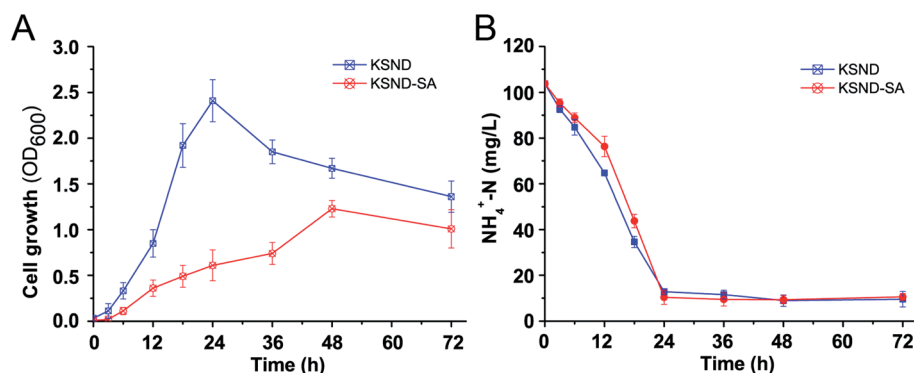 A
Cell growth (OD600)
3.0
2.5
2.0
1.5
1.0
0.5
0.0
0 12 24 36 48 60 72
Time (h)
KSND
KSND-SA
B
NH4+-N (mg/L)
120
100
80
60
40
20
0
0 12 24 36 48 60 72
Time (h)
KSND
KSND-SA